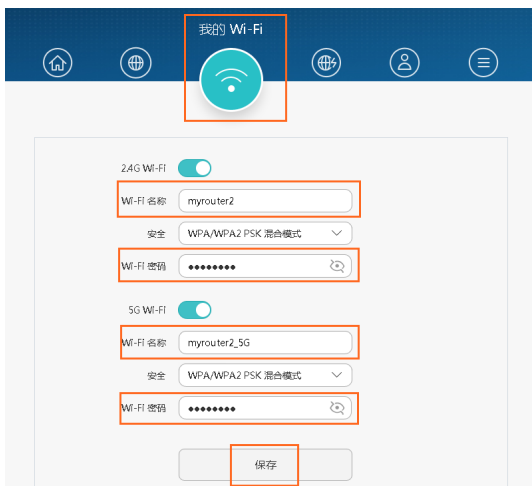 我的 Wi-Fi
2.4G Wi-Fi
Wi-Fi 名称 myrouter2
安全 WPA/WPA2 PSK 混合模式
Wi-Fi 密码 ●●●●●●●●
5G Wi-Fi
Wi-Fi 名称 myrouter2_5G
安全 WPA/WPA2 PSK 混合模式
Wi-Fi 密码 ●●●●●●●●
保存